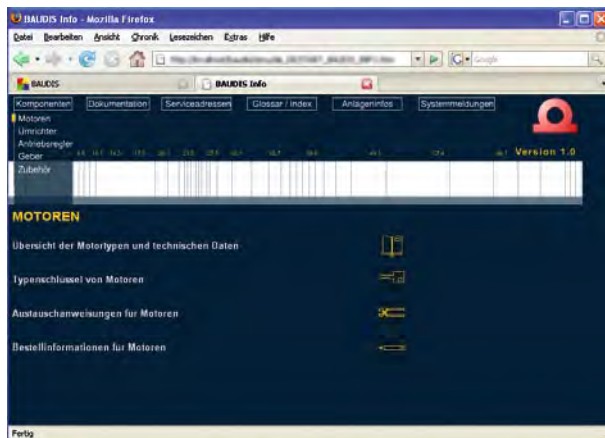 BAUDIS Info - Mozilla Firefox
Datei Bearbeiten Ansicht Chronik Lesezeichen Extras Hilfe
Google
BAUDIS
BAUDIS Info
Komponenten Dokumentation Serviceadressen Glossar / Index Anlageninfos Systemmeldungen
Motoren
Umrichter
Antriebsregler
Geber
Version 1.0
Zubehör
MOTOREN
Übersicht der Motortypen und technischen Daten
Typenschlüssel von Motoren
Austauschanweisungen für Motoren
Bestellinformationen für Motoren
Fertig